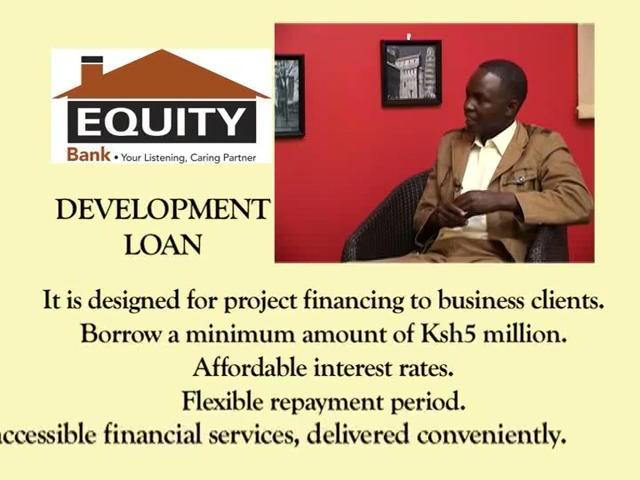 EQUITY
Bank • Your Listening, Caring Partner
DEVELOPMENT
LOAN
It is designed for project financing to business clients.
Borrow a minimum amount of Ksh5 million.
Affordable interest rates.
Flexible repayment period.
financial services, delivered conveniently.